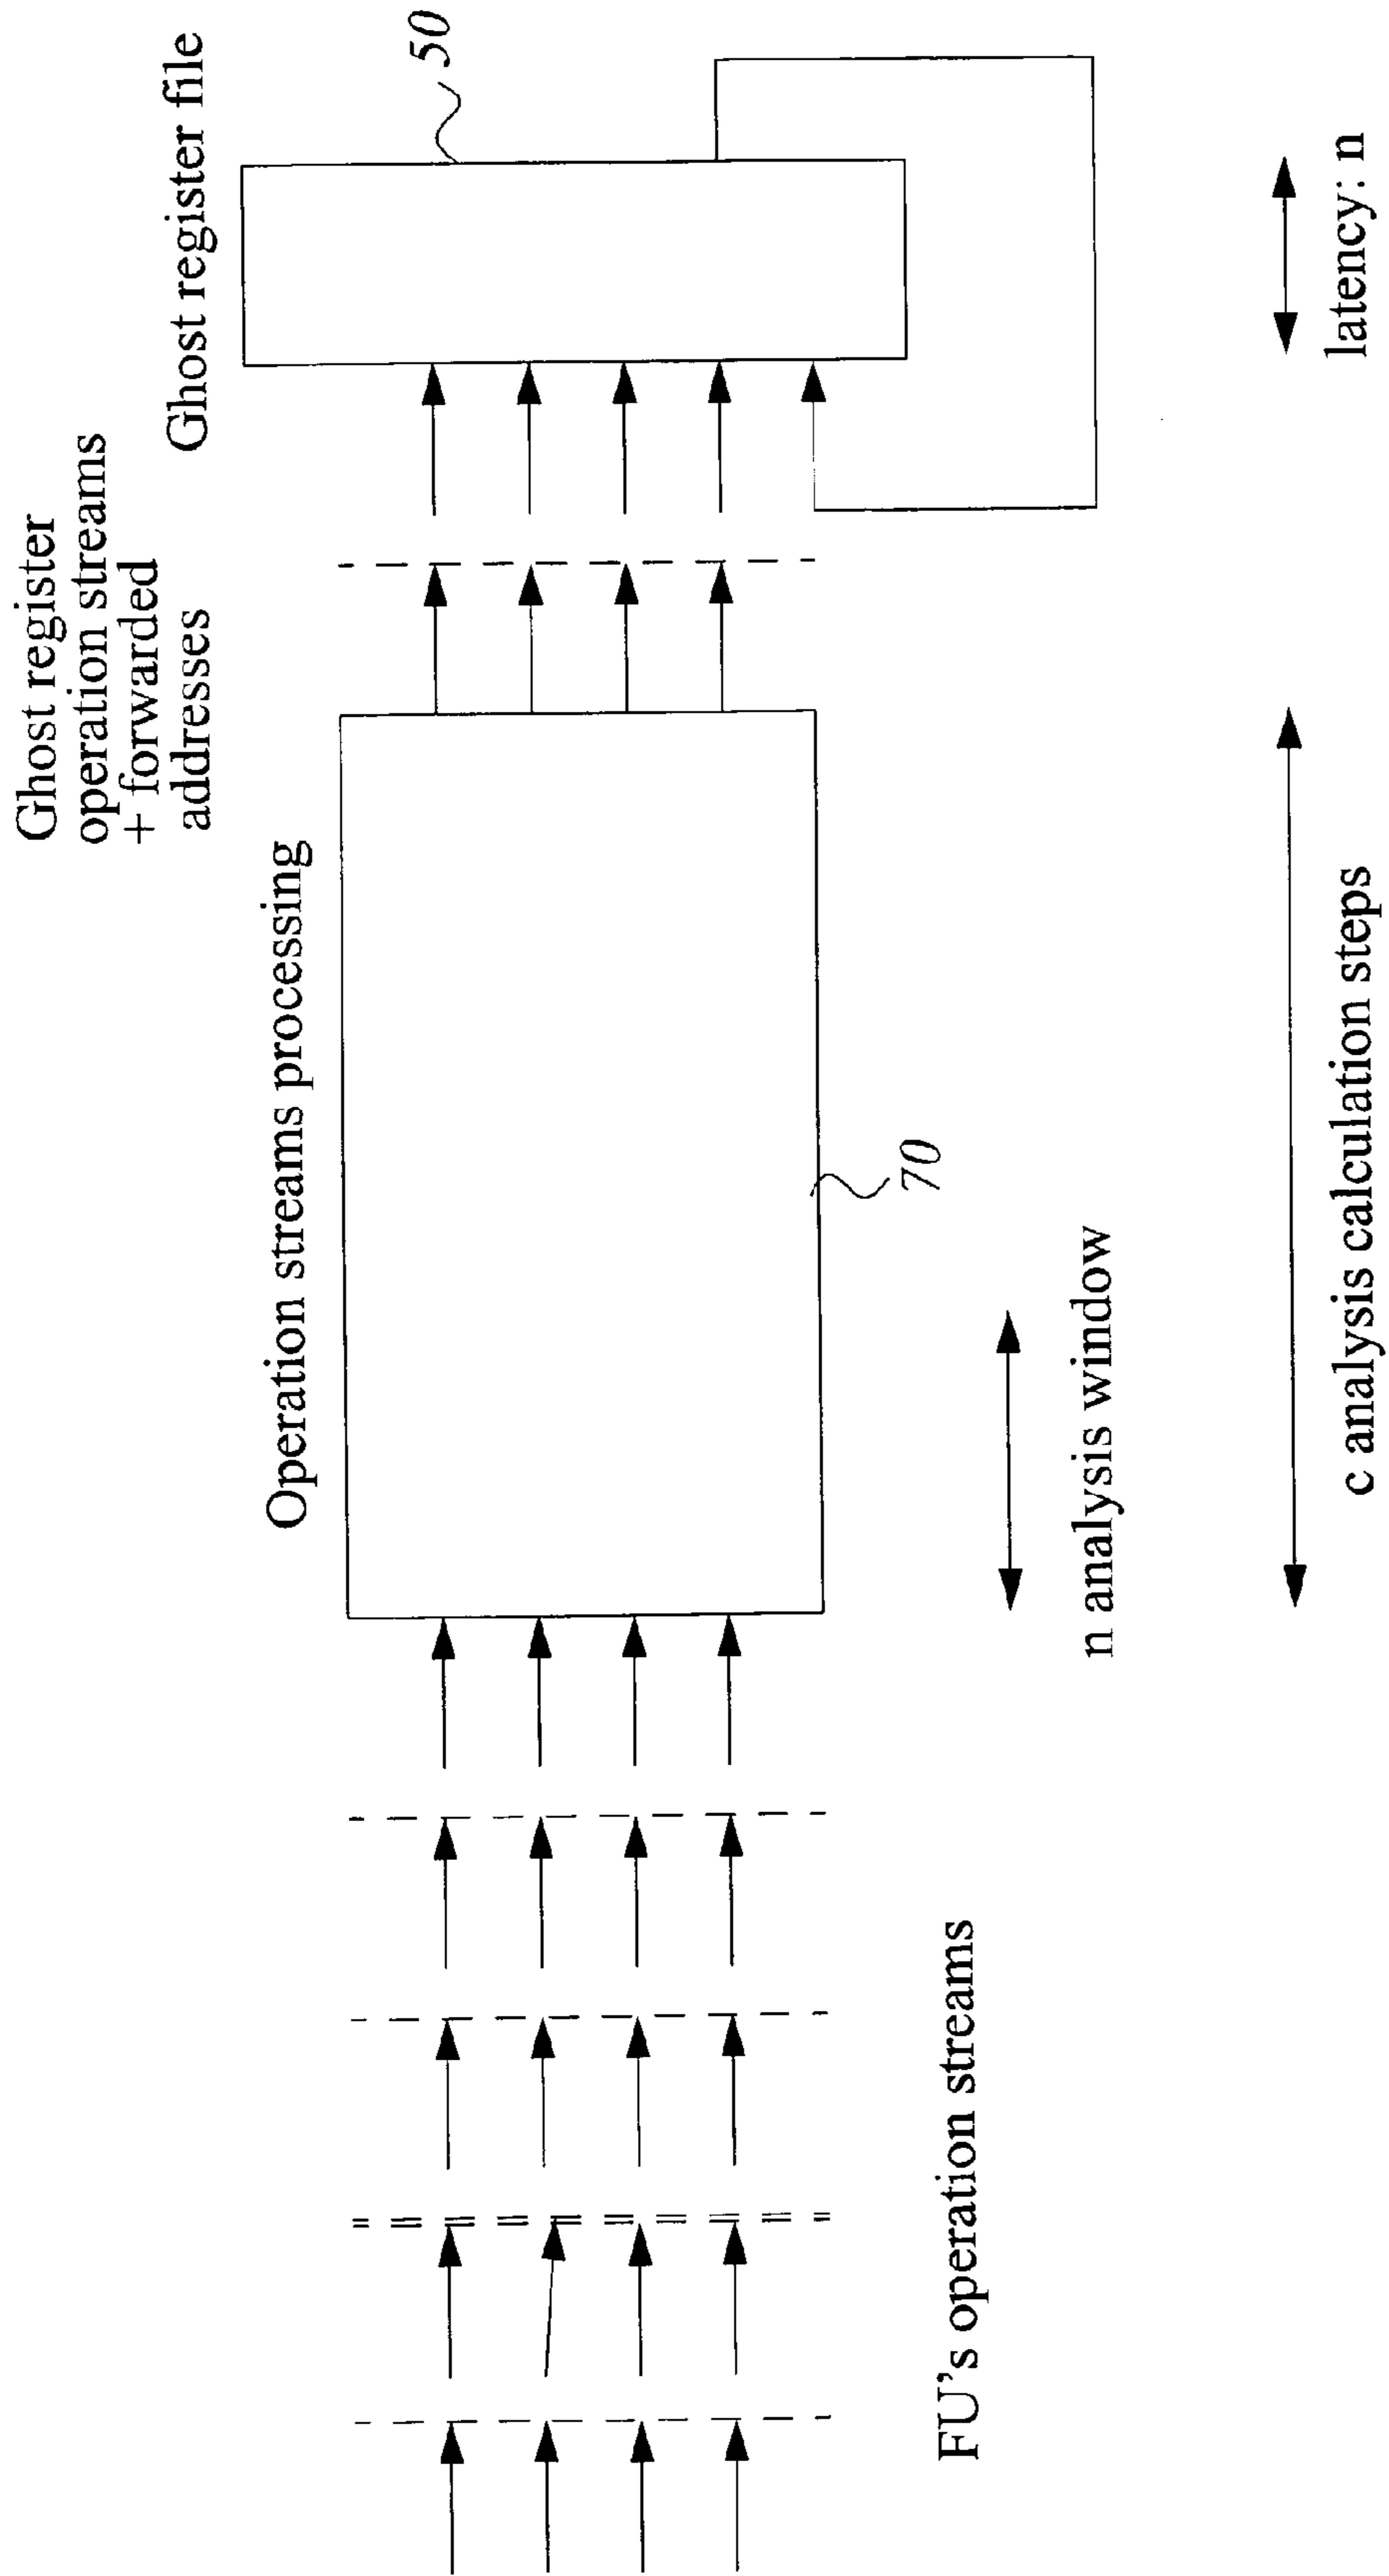 Ghost register
operation streams
+ forwarded
addresses
Ghost register file
50
Operation streams processing
70
n analysis window
FU's operation streams
c analysis calculation steps
latency: n